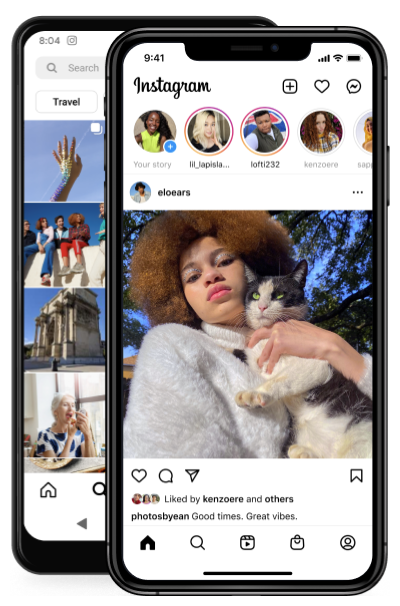 8:04
Search
Travel
9:41
Instagram
Your story
lil_lapisla...
lofti232
kenzoere
sapp
eloears
Liked by kenzoere and others
photosbyean Good times. Great vibes.